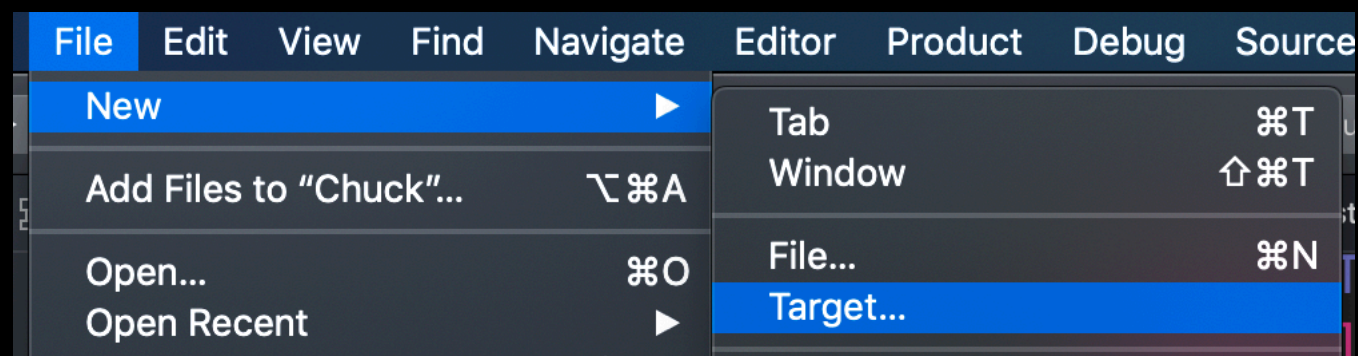 File Edit View Find Navigate Editor Product Debug Source
New ▶
Add Files to “Chuck”... ⌥⌘A
Open... ⌘O
Open Recent ▶
Tab ⌘T
Window ⇧⌘T
File... ⌘N
Target...